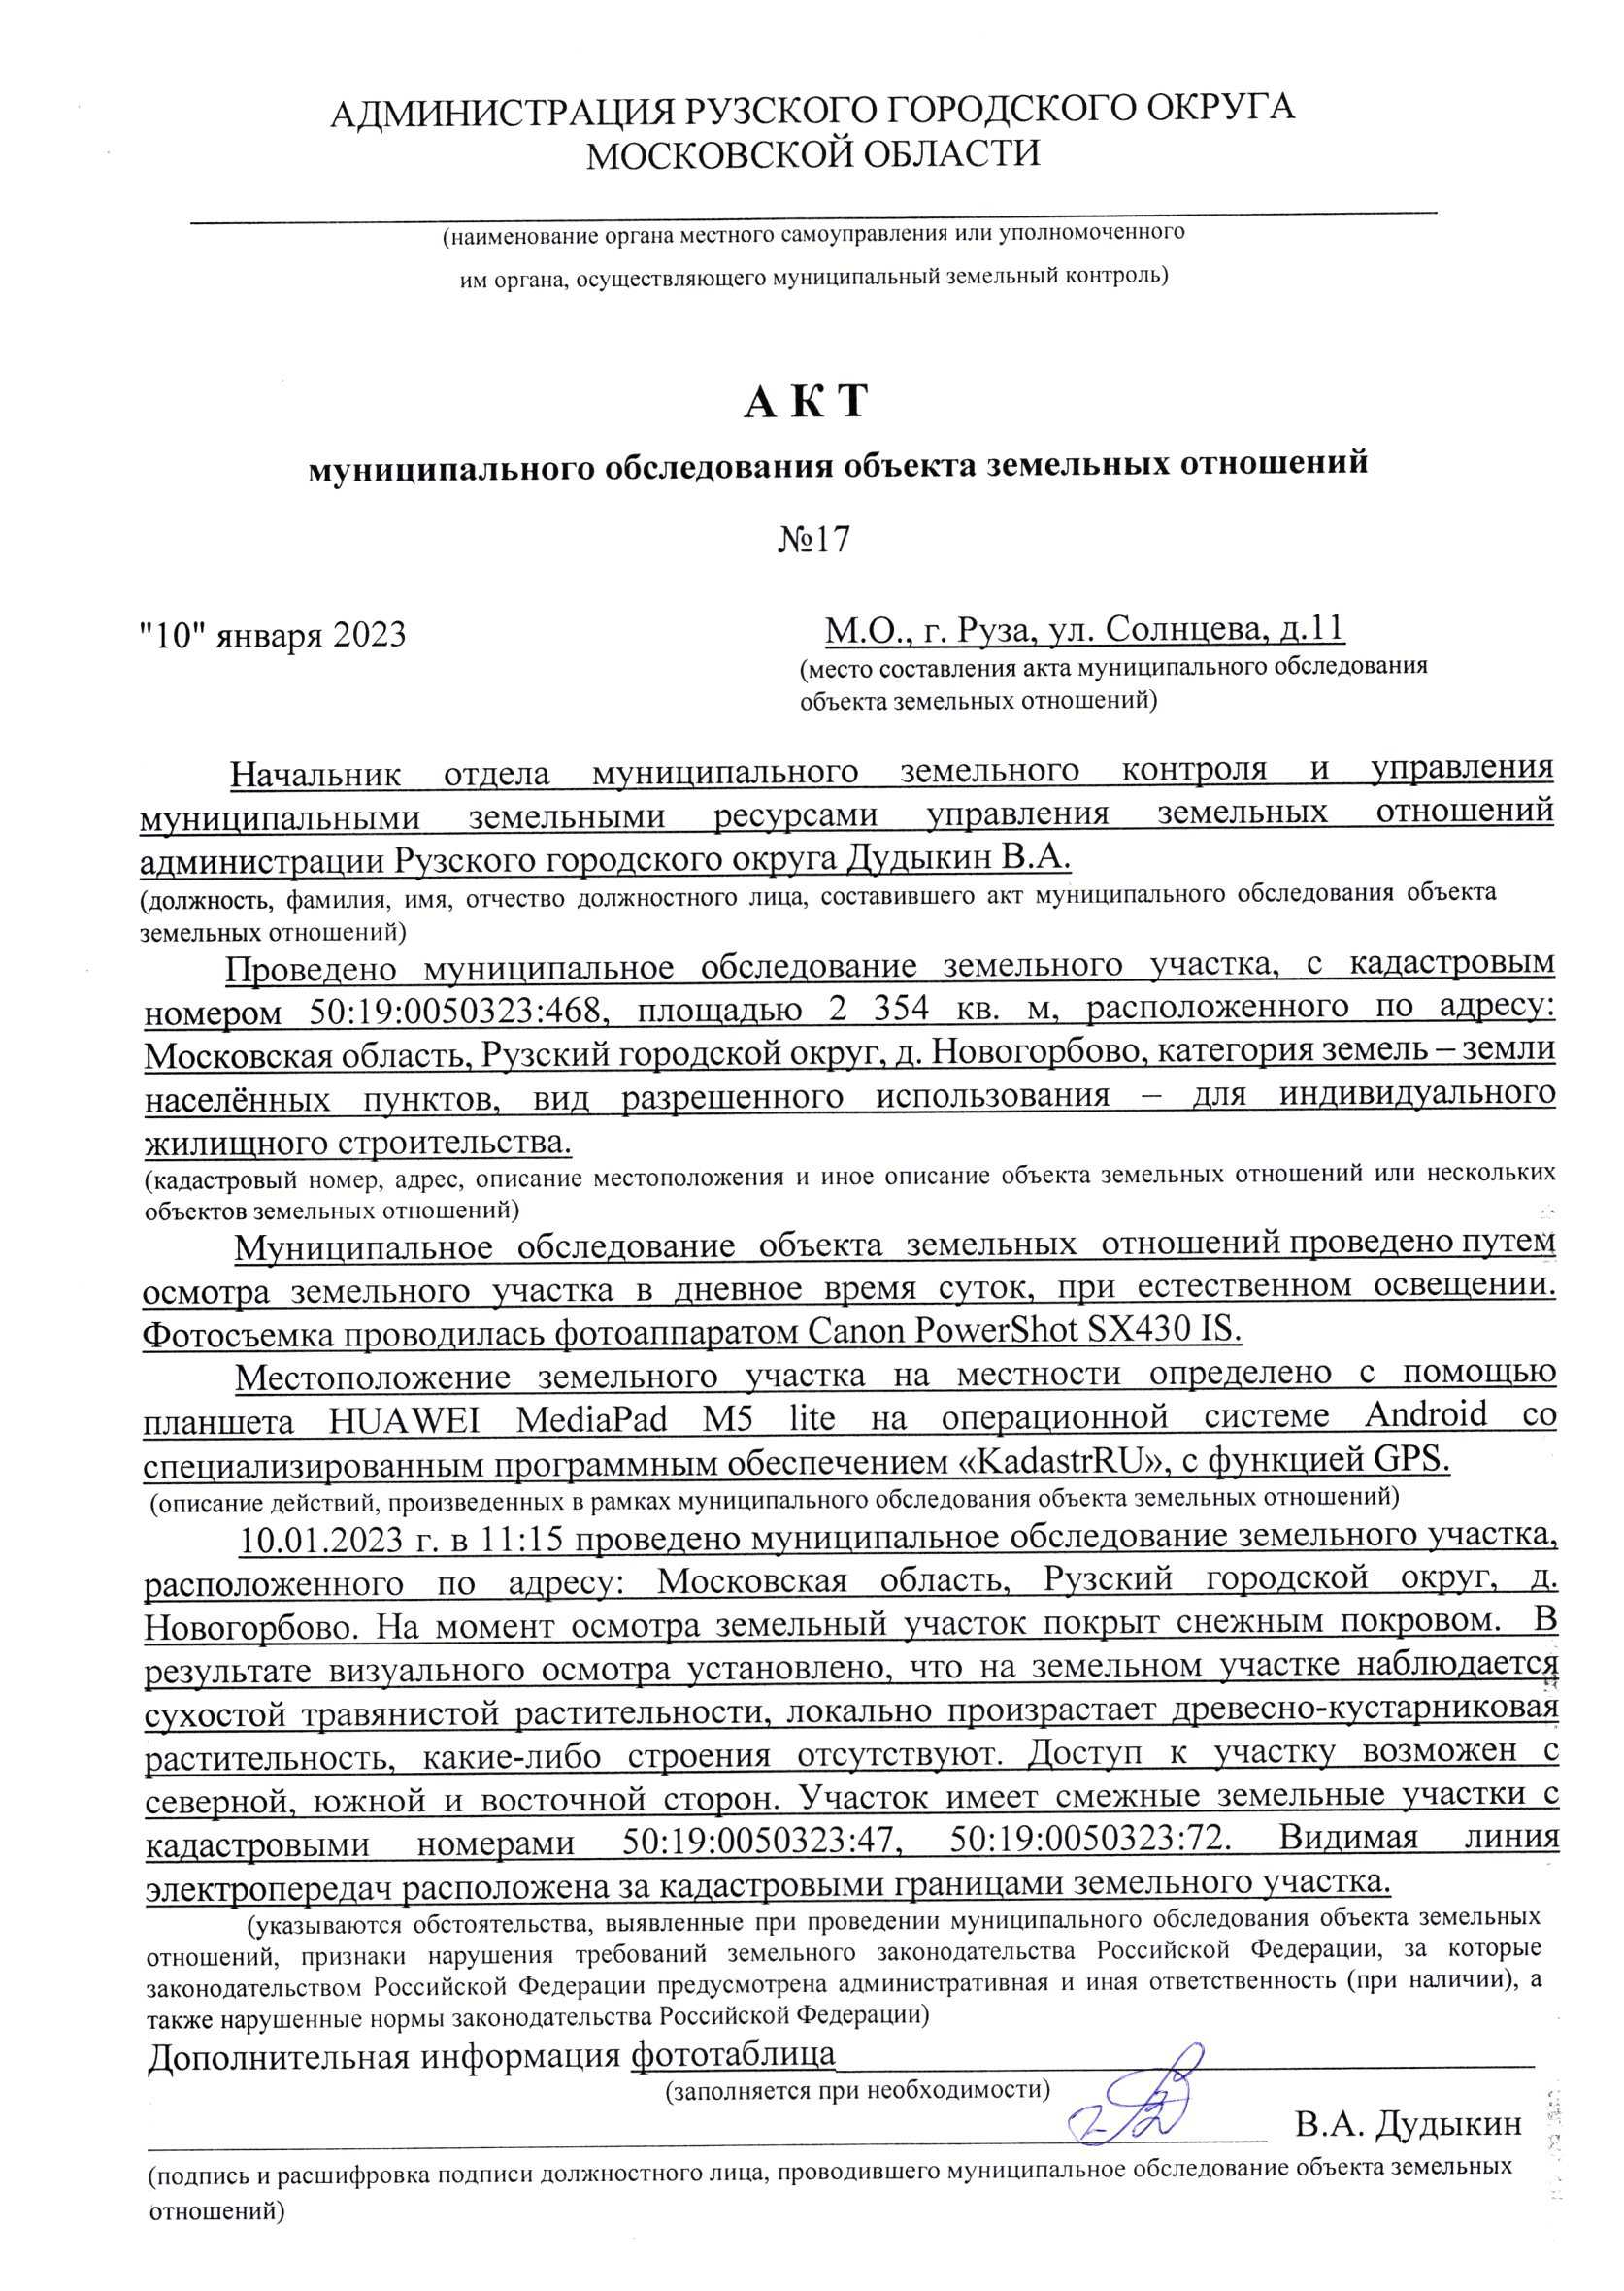 АДМИНИСТРАЦИЯ РУЗСКОГО ГОРОДСКОГО ОКРУГА
МОСКОВСКОЙ ОБЛАСТИ
(наименование органа местного самоуправления или уполномоченного
им органа, осуществляющего муниципальный земельный контроль)
А К Т
муниципального обследования объекта земельных отношений
№17
"10" января 2023 М.О., г. Руза, ул. Солнцева, д.11
(место составления акта муниципального обследования
объекта земельных отношений)
Начальник отдела муниципального земельного контроля и управления
муниципальными земельными ресурсами управления земельных отношений
администрации Рузского городского округа Дудыкин В.А.
(должность, фамилия, имя, отчество должностного лица, составившего акт муниципального обследования объекта
земельных отношений)
Проведено муниципальное обследование земельного участка, с кадастровым
номером 50:19:0050323:468, площадью 2 354 кв. м, расположенного по адресу:
Московская область, Рузский городской округ, д. Новогорбово, категория земель – земли
населённых пунктов, вид разрешенного использования – для индивидуального
жилищного строительства.
(кадастровый номер, адрес, описание местоположения и иное описание объекта земельных отношений или нескольких
объектов земельных отношений)
Муниципальное обследование объекта земельных отношений проведено путем
осмотра земельного участка в дневное время суток, при естественном освещении.
Фотосъемка проводилась фотоаппаратом Canon PowerShot SX430 IS.
Местоположение земельного участка на местности определено с помощью
планшета HUAWEI MediaPad M5 lite на операционной системе Android со
специализированным программным обеспечением «KadastrRU», с функцией GPS.
(описание действий, произведенных в рамках муниципального обследования объекта земельных отношений)
10.01.2023 г. в 11:15 проведено муниципальное обследование земельного участка,
расположенного по адресу: Московская область, Рузский городской округ, д.
Новогорбово. На момент осмотра земельный участок покрыт снежным покровом. В
результате визуального осмотра установлено, что на земельном участке наблюдается
сухостой травянистой растительности, локально произрастает древесно-кустарниковая
растительность, какие-либо строения отсутствуют. Доступ к участку возможен с
северной, южной и восточной сторон. Участок имеет смежные земельные участки с
кадастровыми номерами 50:19:0050323:47, 50:19:0050323:72. Видимая линия
электропередач расположена за кадастровыми границами земельного участка.
(указываются обстоятельства, выявленные при проведении муниципального обследования объекта земельных
отношений, признаки нарушения требований земельного законодательства Российской Федерации, за которые
законодательством Российской Федерации предусмотрена административная и иная ответственность (при наличии), а
также нарушенные нормы законодательства Российской Федерации)
Дополнительная информация фототаблица
(заполняется при необходимости)
В.А. Дудыкин
(подпись и расшифровка подписи должностного лица, проводившего муниципальное обследование объекта земельных
отношений)